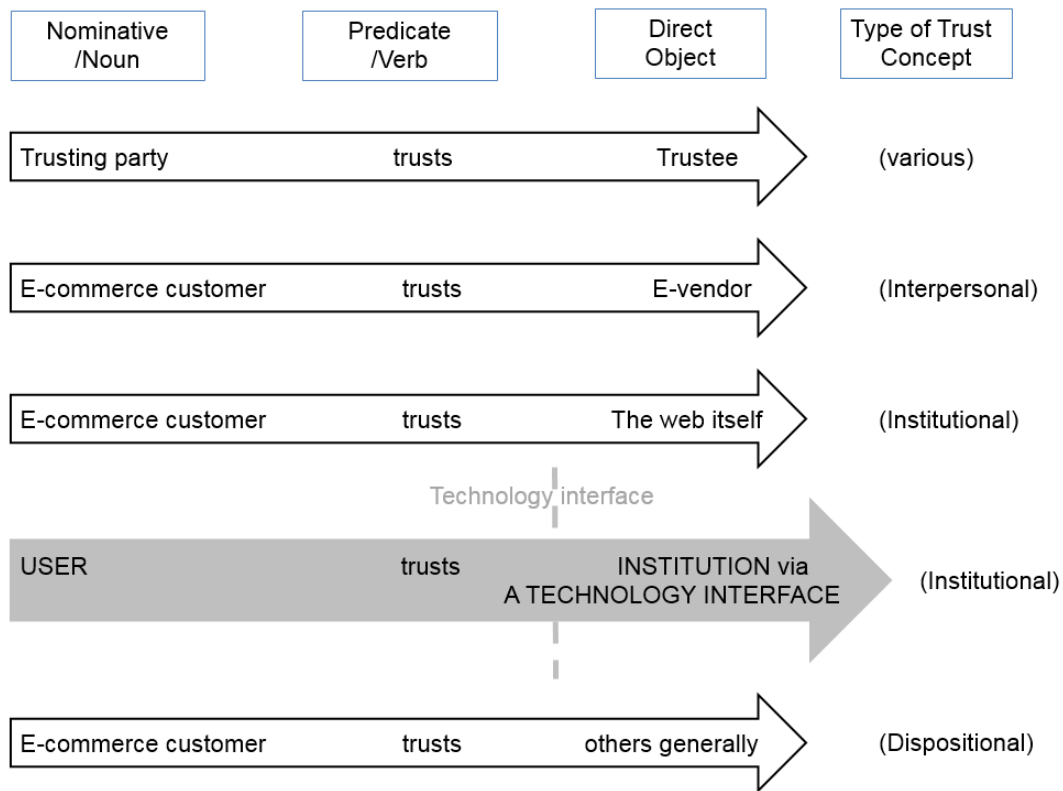 Nominative
/Noun
Predicate
/Verb
Direct
Object
Type of Trust
Concept
Trusting party trusts Trustee (various)
E-commerce customer trusts E-vendor (Interpersonal)
E-commerce customer trusts The web itself (Institutional)
Technology interface
USER trusts INSTITUTION via
A TECHNOLOGY INTERFACE
(Institutional)
E-commerce customer trusts others generally (Dispositional)